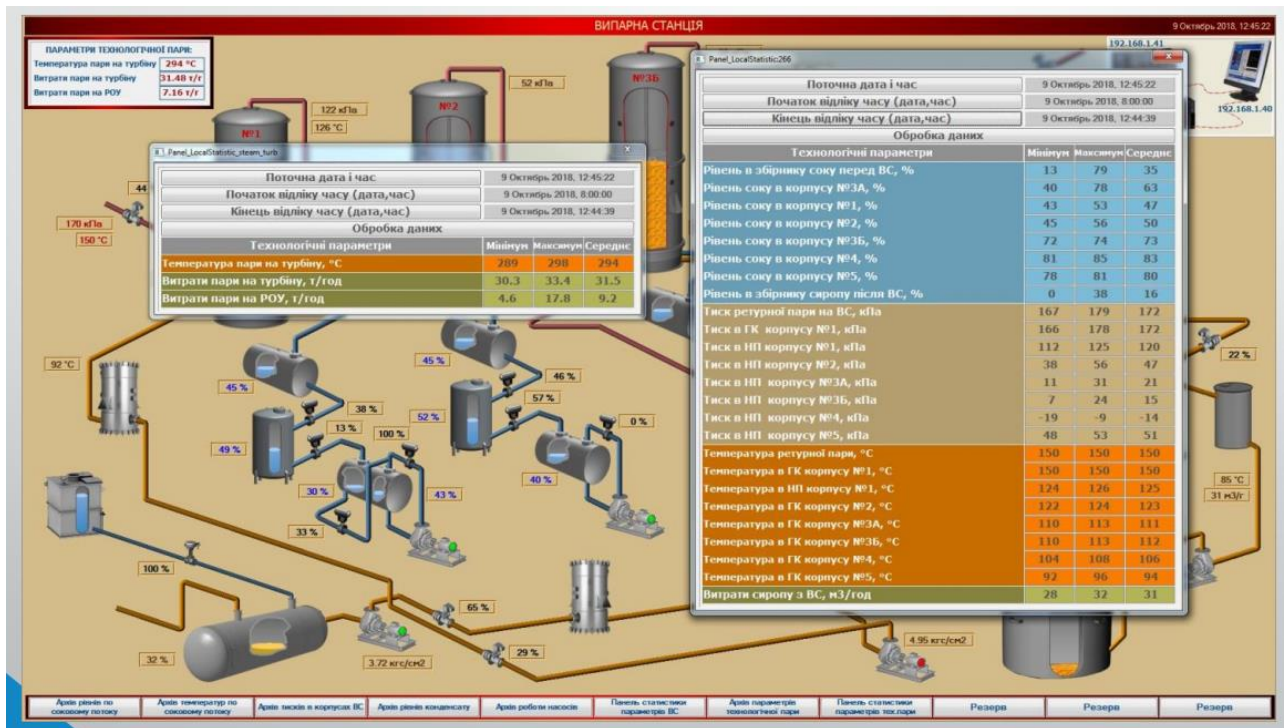 ВИПАРНА СТАНЦІЯ
9 Октябрь 2018, 12:45:22
ПАРАМЕТРИ ТЕХНОЛОГІЧНОЇ ПАРИ:
Температура пари на турбіну 294 °C
Витрати пари на турбіну 31.48 т/г
Витрати пари на РОУ 7.16 т/г
192.168.1.41
192.168.1.40
52 кПа
122 кПа
126 °C
№1
№2
№3Б
44
170 кПа
150 °C
Panel_LocalStatistic_steam_turb
Поточна дата і час 9 Октябрь 2018, 12:45:22
Початок відліку часу (дата,час) 9 Октябрь 2018, 8:00:00
Кінець відліку часу (дата,час) 9 Октябрь 2018, 12:44:39
Обробка даних
Технологічні параметри Мінімум Максимум Середнє
Температура пари на турбіну, °C 289 298 294
Витрати пари на турбіну, т/год 30.3 33.4 31.5
Витрати пари на РОУ, т/год 4.6 17.8 9.2
Panel_LocalStatistic266
Поточна дата і час 9 Октябрь 2018, 12:45:22
Початок відліку часу (дата,час) 9 Октябрь 2018, 8:00:00
Кінець відліку часу (дата,час) 9 Октябрь 2018, 12:44:39
Обробка даних
Технологічні параметри Мінімум Максимум Середнє
Рівень в збірнику соку перед ВС, % 13 79 35
Рівень соку в корпусу №3А, % 40 78 63
Рівень соку в корпусу №1, % 43 53 47
Рівень соку в корпусу №2, % 45 56 50
Рівень соку в корпусу №3Б, % 72 74 73
Рівень соку в корпусу №4, % 81 85 83
Рівень соку в корпусу №5, % 78 81 80
Рівень в збірнику сиропу після ВС, % 0 38 16
Тиск ретурної пари на ВС, кПа 167 179 172
Тиск в ГК корпусу №1, кПа 166 178 172
Тиск в НП корпусу №1, кПа 112 125 120
Тиск в НП корпусу №2, кПа 38 56 47
Тиск в НП корпусу №3А, кПа 11 31 21
Тиск в НП корпусу №3Б, кПа 7 24 15
Тиск в НП корпусу №4, кПа -19 -9 -14
Тиск в НП корпусу №5, кПа 48 53 51
Температура ретурної пари, °C 150 150 150
Температура в ГК корпусу №1, °C 150 150 150
Температура в НП корпусу №1, °C 124 126 125
Температура в ГК корпусу №2, °C 122 124 123
Температура в ГК корпусу №3А, °C 110 113 111
Температура в ГК корпусу №3Б, °C 110 113 112
Температура в ГК корпусу №4, °C 104 108 106
Температура в ГК корпусу №5, °C 92 96 94
Витрати сиропу з ВС, м3/год 28 32 31
92 °C
45 %
45 %
46 %
57 %
38 %
52 %
13 %
100 %
0 %
49 %
30 %
43 %
40 %
33 %
22 %
85 °C
31 м3/г
100 %
65 %
29 %
32 %
3.72 кгс/см2
4.95 кгс/см2
Архів рівнів по соковому потоку
Архів температур по соковому потоку
Архів тисків в корпусах ВС
Архів рівнів конденсату
Архів роботи насосів
Панель статистики параметрів ВС
Архів параметрів технологічної пари
Панель статистики параметрів тех.пари
Резерв
Резерв
Резерв